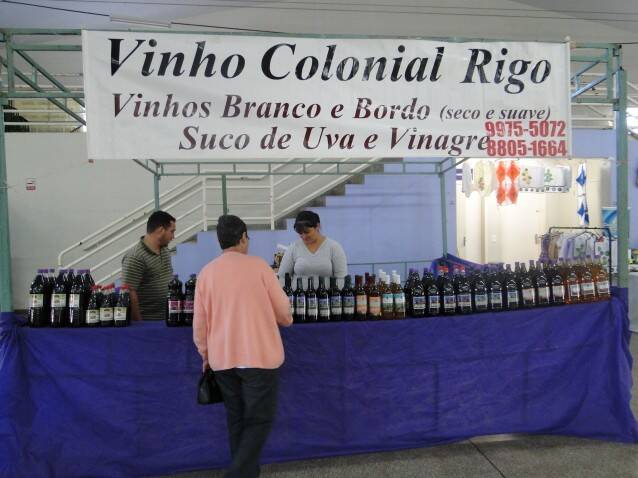 Vinho Colonial Rigo
Vinhos Branco e Bordo (seco e suave)
Suco de Uva e Vinagre
9975-5072
8805-1664